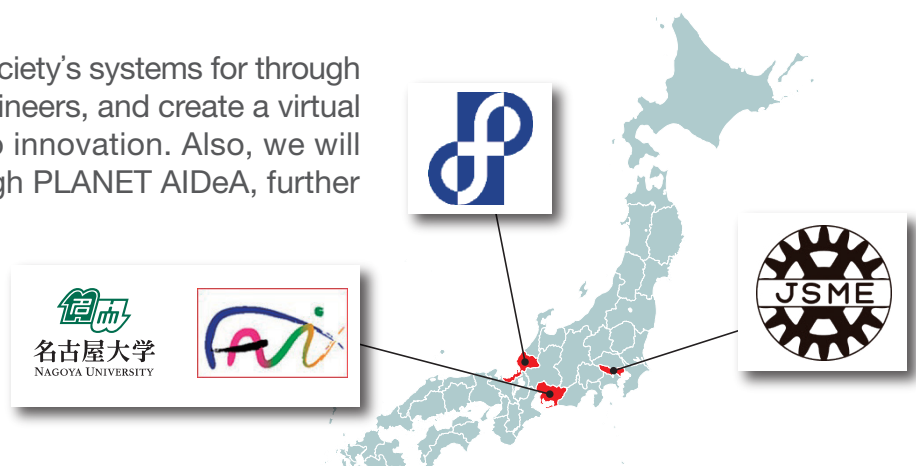 ciety’s systems for through
ineers, and create a virtual
o innovation. Also, we will
gh PLANET AIDeA, further
JSME
名古屋大学
NAGOYA UNIVERSITY